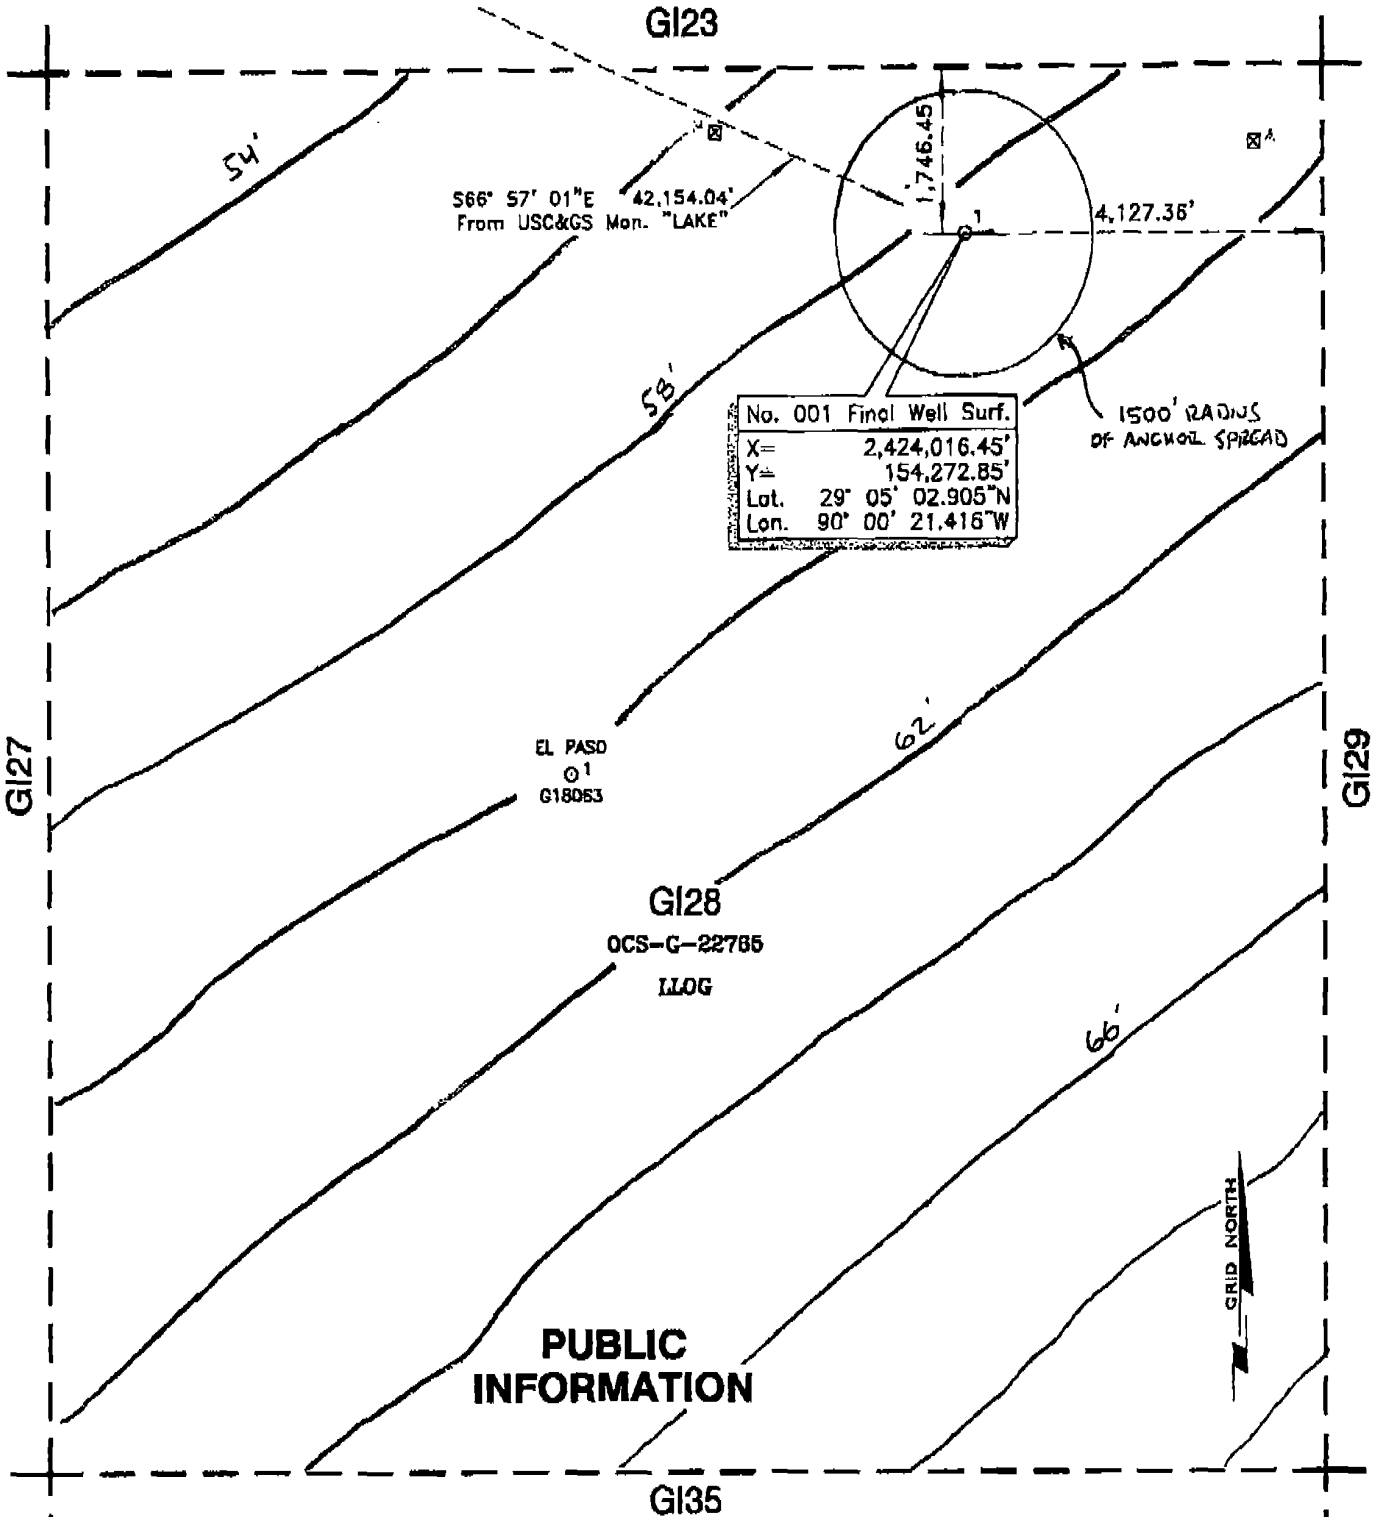 GI23
54'
1,746.45'
S66° 57' 01"E 42,154.04'
From USC&GS Mon. "LAKE"
1
4,127.36'
58'
No. 001 Final Well Surf.
X= 2,424,016.45'
Y= 154,272.85'
Lat. 29° 05' 02.905"N
Lon. 90° 00' 21.416"W
1500' RADIUS
OF ANCHOR SPREAD
62'
GI27
EL PASO
1
G18063
GI29
GI28
OCS-G-22765
LLOG
66'
GRID NORTH
PUBLIC
INFORMATION
GI35